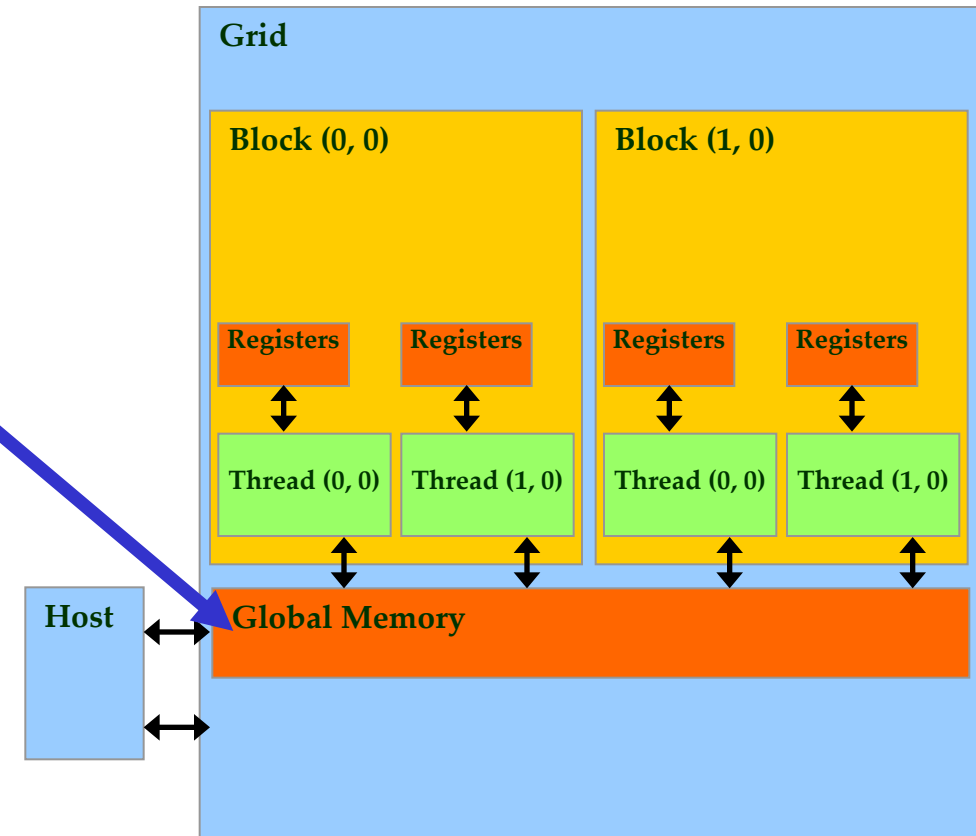 Grid
Block (0, 0)
Block (1, 0)
Registers
Registers
Registers
Registers
Thread (0, 0)
Thread (1, 0)
Thread (0, 0)
Thread (1, 0)
Host
Global Memory